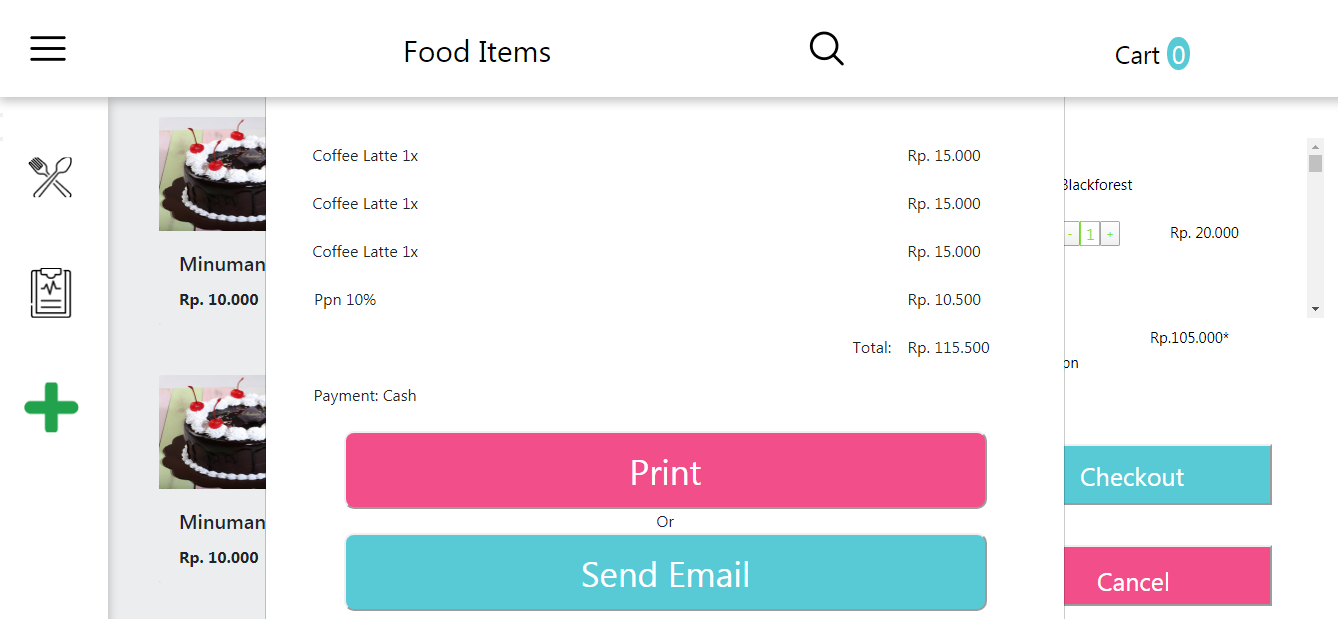 Food Items
Cart 0
Coffee Latte 1x Rp. 15.000
Blackforest
Coffee Latte 1x Rp. 15.000
- 1 + Rp. 20.000
Coffee Latte 1x Rp. 15.000
Minuman
Rp. 10.000
Ppn 10% Rp. 10.500
Total: Rp. 115.500
Rp.105.000*
on
Payment: Cash
Print
Checkout
Or
Minuman
Rp. 10.000
Send Email
Cancel